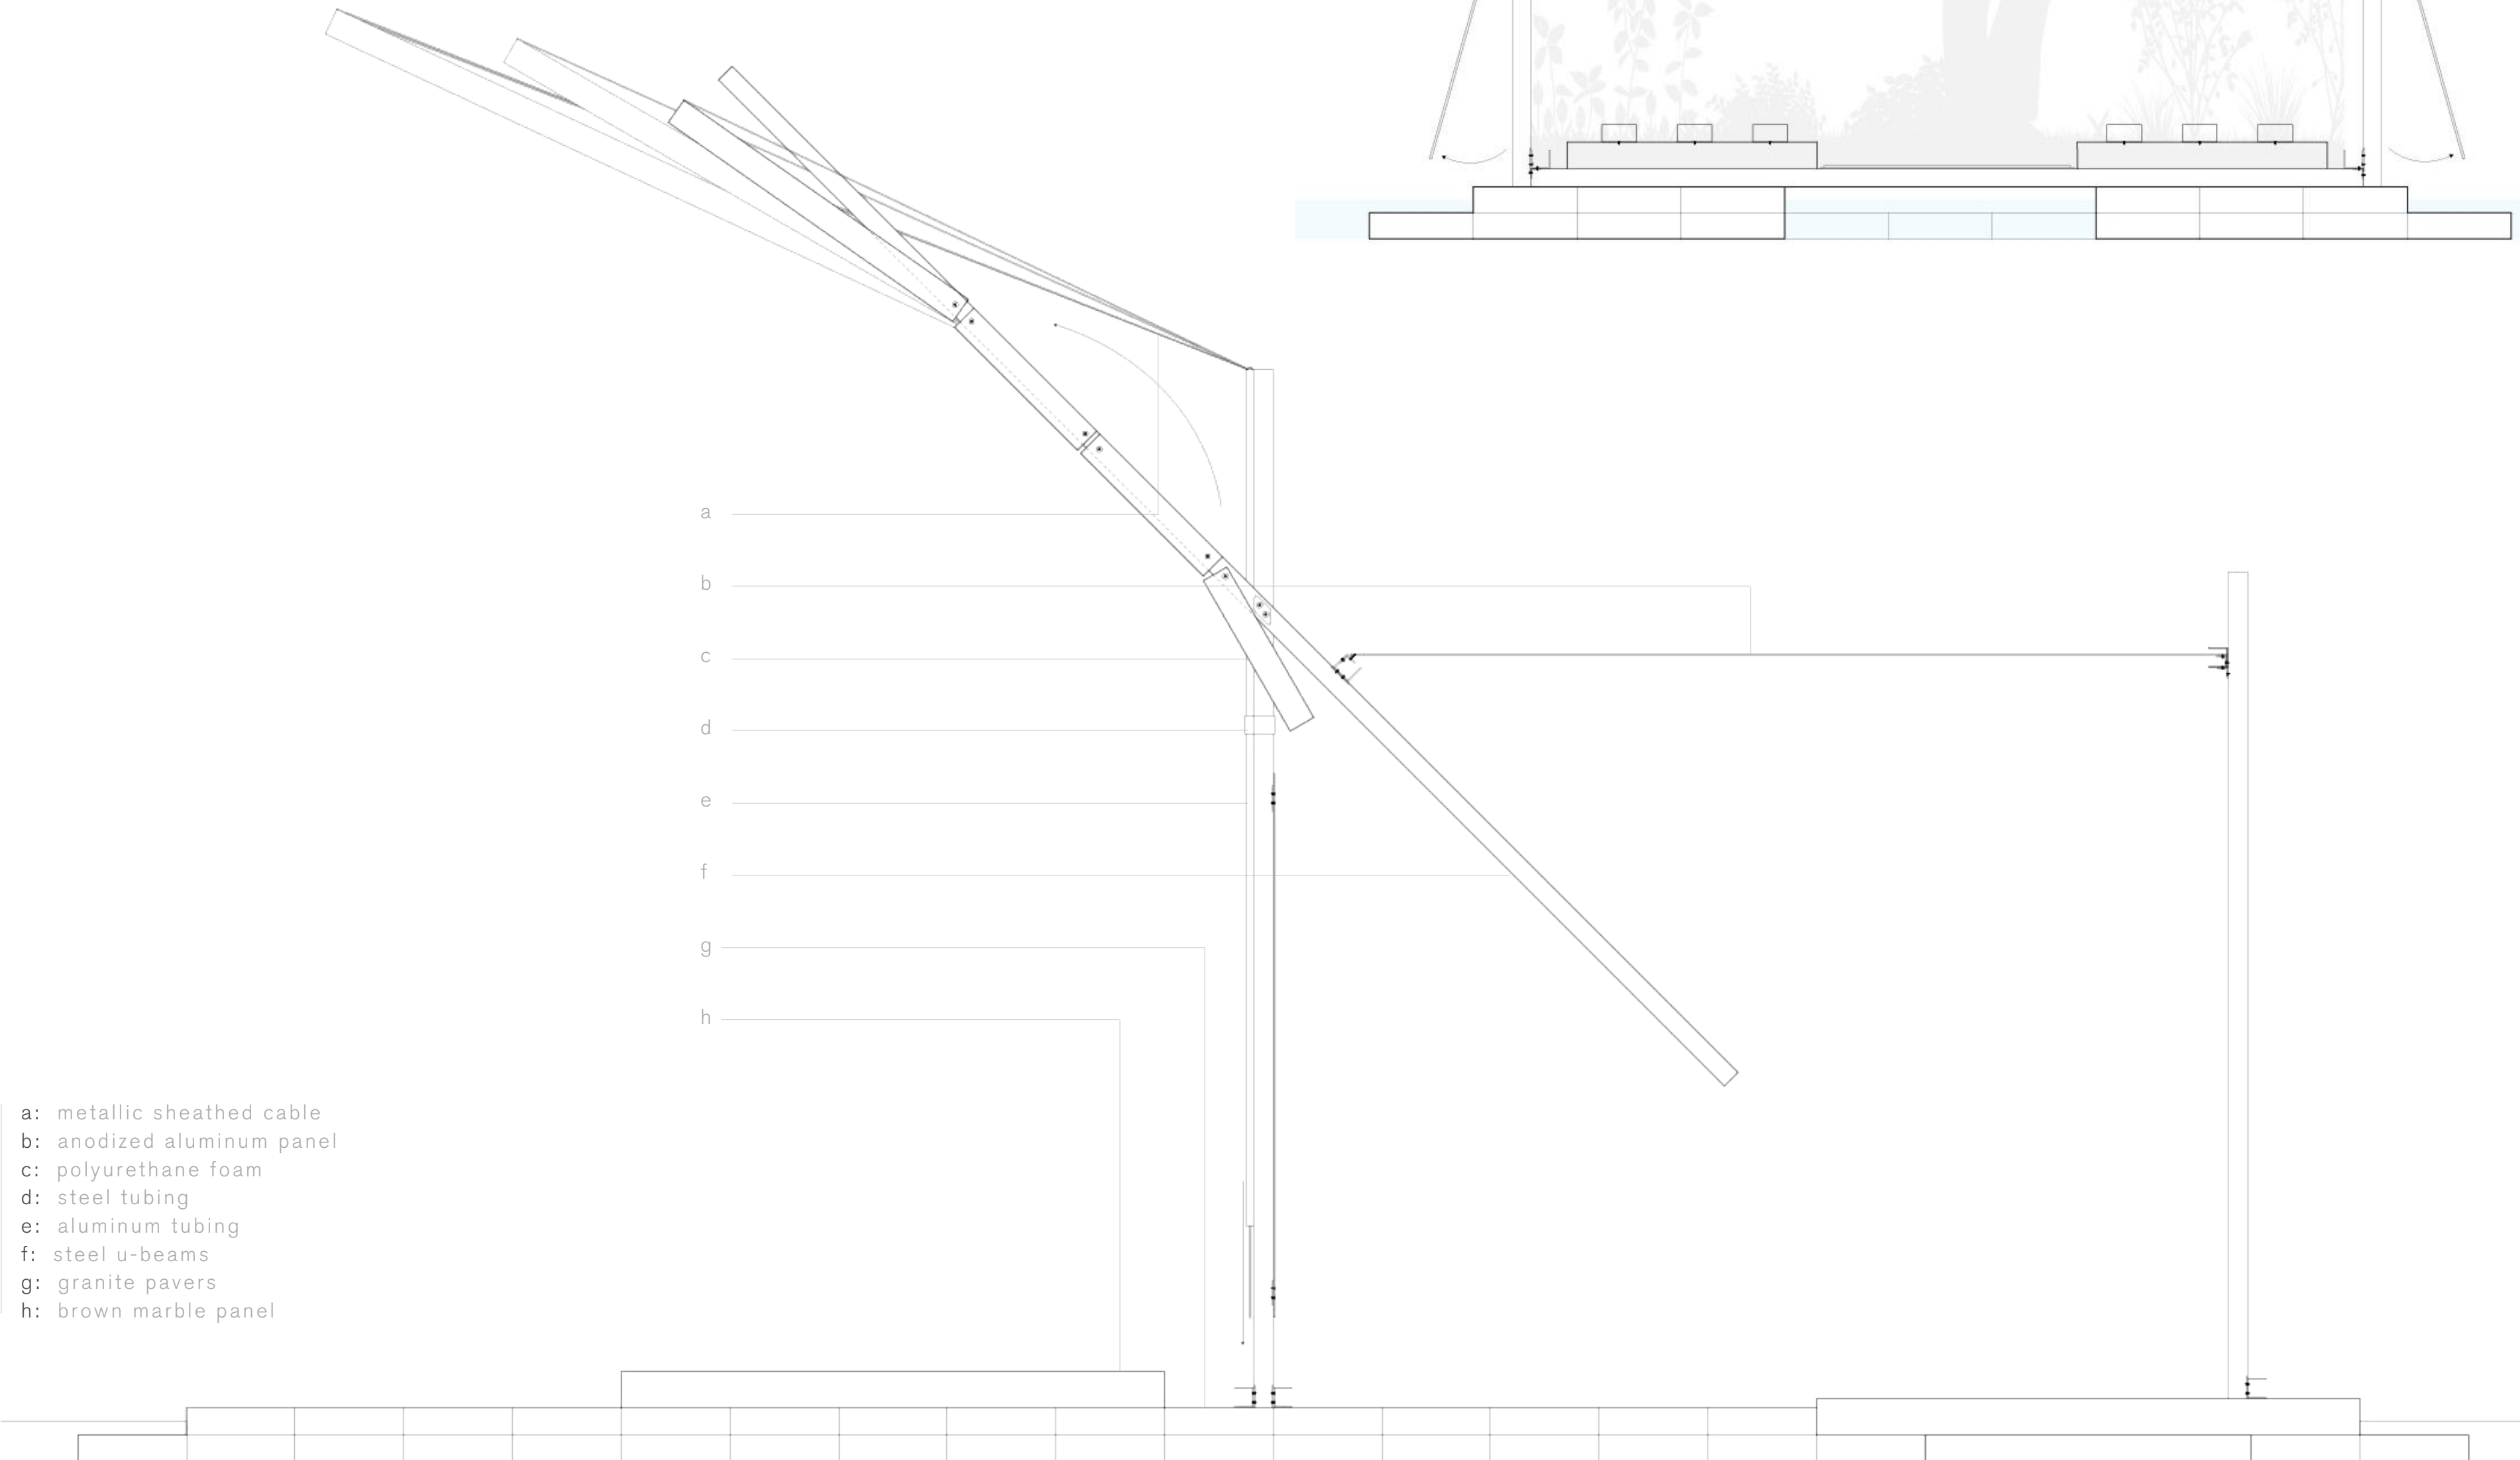 a
b
c
d
e
f
g
h
a: metallic sheathed cable
b: anodized aluminum panel
c: polyurethane foam
d: steel tubing
e: aluminum tubing
f: steel u-beams
g: granite pavers
h: brown marble panel